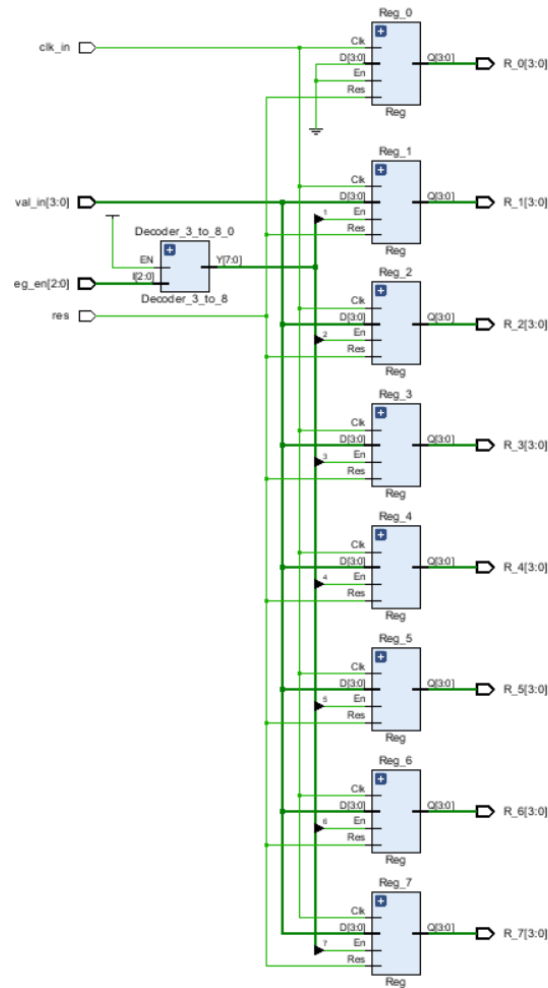 Reg_0
clk_in
Clk
D[3:0]
En
Res
Q[3:0]
R_0[3:0]
Reg
Reg_1
val_in[3:0]
Clk
D[3:0]
1
En
Res
Q[3:0]
R_1[3:0]
Reg
Decoder_3_to_8_0
EN
I[2:0]
Y[7:0]
eg_en[2:0]
Decoder_3_to_8
res
Reg_2
Clk
D[3:0]
2
En
Res
Q[3:0]
R_2[3:0]
Reg
Reg_3
Clk
D[3:0]
3
En
Res
Q[3:0]
R_3[3:0]
Reg
Reg_4
Clk
D[3:0]
4
En
Res
Q[3:0]
R_4[3:0]
Reg
Reg_5
Clk
D[3:0]
5
En
Res
Q[3:0]
R_5[3:0]
Reg
Reg_6
Clk
D[3:0]
6
En
Res
Q[3:0]
R_6[3:0]
Reg
Reg_7
Clk
D[3:0]
7
En
Res
Q[3:0]
R_7[3:0]
Reg